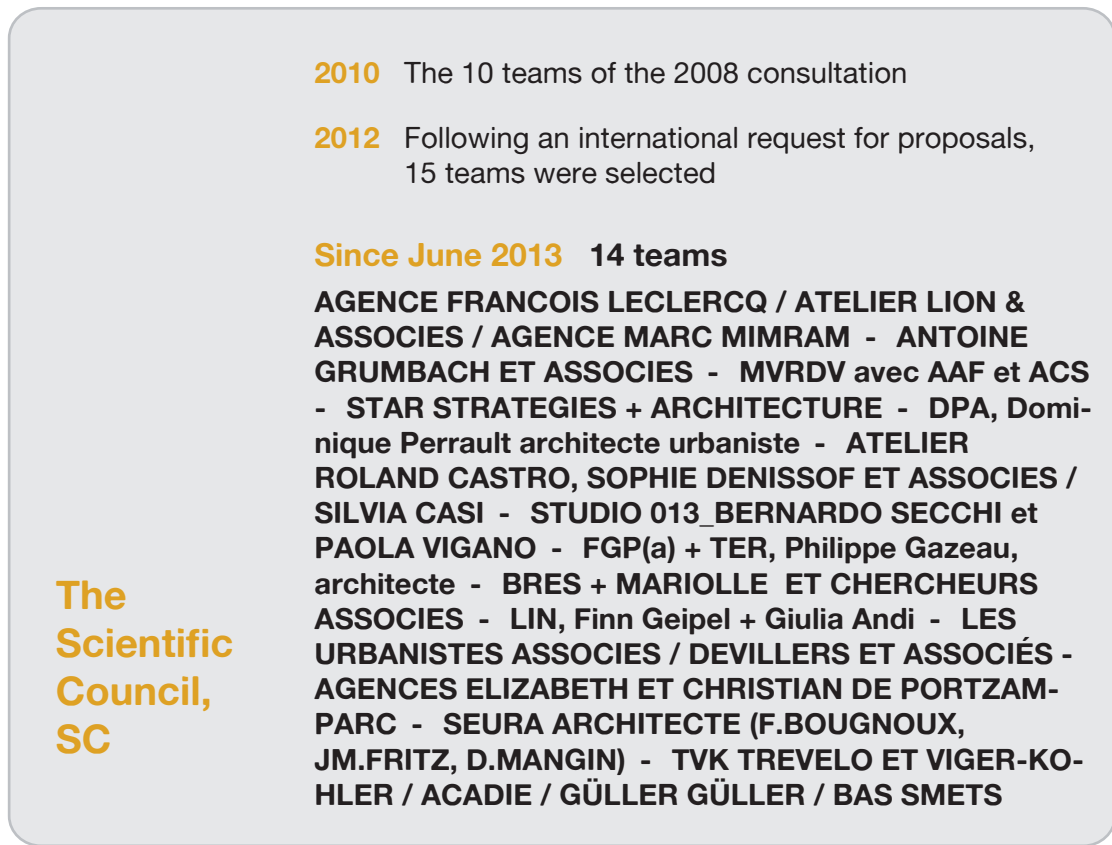 2010 The 10 teams of the 2008 consultation
2012 Following an international request for proposals,
15 teams were selected
Since June 2013 14 teams
AGENCE FRANCOIS LECLERCQ / ATELIER LION &
ASSOCIES / AGENCE MARC MIMRAM - ANTOINE
GRUMBACH ET ASSOCIES - MVRDV avec AAF et ACS
- STAR STRATEGIES + ARCHITECTURE - DPA, Domi-
nique Perrault architecte urbaniste - ATELIER
ROLAND CASTRO, SOPHIE DENISSOF ET ASSOCIES /
SILVIA CASI - STUDIO 013_BERNARDO SECCHI et
PAOLA VIGANO - FGP(a) + TER, Philippe Gazeau,
architecte - BRES + MARIOLLE ET CHERCHEURS
ASSOCIES - LIN, Finn Geipel + Giulia Andi - LES
URBANISTES ASSOCIES / DEVILLERS ET ASSOCIÉS -
AGENCES ELIZABETH ET CHRISTIAN DE PORTZAM-
PARC - SEURA ARCHITECTE (F.BOUGNOUX,
JM.FRITZ, D.MANGIN) - TVK TREVELO ET VIGER-KO-
HLER / ACADIE / GÜLLER GÜLLER / BAS SMETS
The
Scientific
Council,
SC